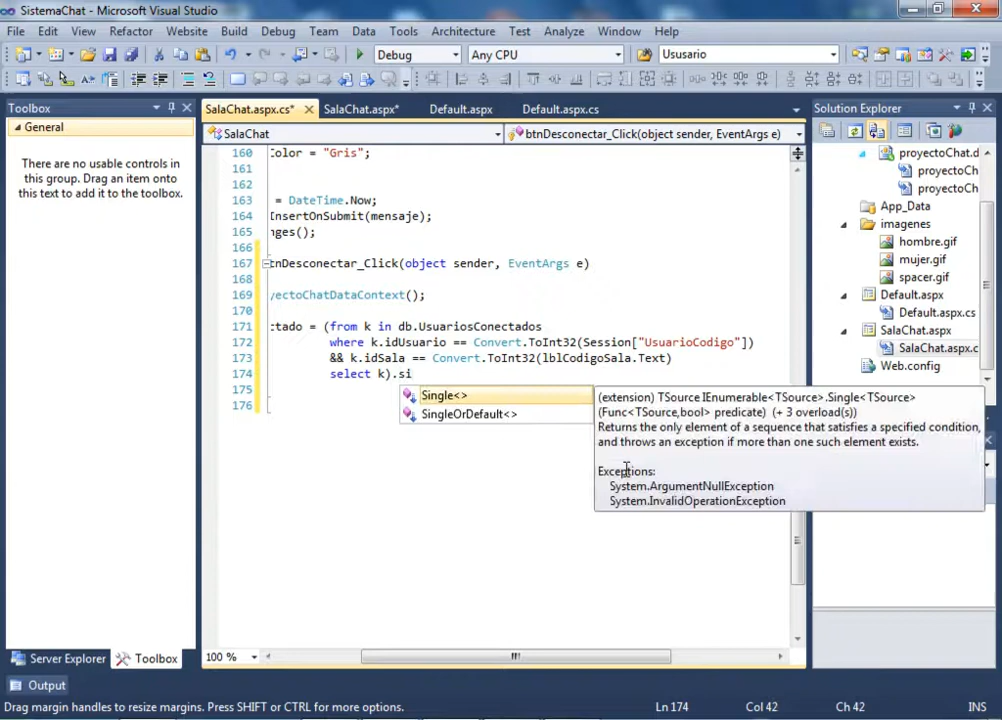 SistemaChat - Microsoft Visual Studio
File Edit View Refactor Website Build Debug Team Data Tools Architecture Test Analyze Window Help
Debug Any CPU Ususario
Toolbox
General
There are no usable controls in
this group. Drag an item onto
this text to add it to the toolbox.
SalaChat.aspx.cs* SalaChat.aspx* Default.aspx Default.aspx.cs
SalaChat btnDesconectar_Click(object sender, EventArgs e)
160 Color = "Gris";
161
162
163 = DateTime.Now;
164 InsertOnSubmit(mensaje);
165 nges();
166
167 tnDesconectar_Click(object sender, EventArgs e)
168
169 yectoChatDataContext();
170
171 ctado = (from k in db.UsuariosConectados
172 where k.idUsuario == Convert.ToInt32(Session["UsuarioCodigo"])
173 && k.idSala == Convert.ToInt32(lblCodigoSala.Text)
174 select k).si
175
176
Single<>
SingleOrDefault<>
(extension) TSource IEnumerable<TSource>.Single<TSource>
(Func<TSource,bool> predicate) (+ 3 overload(s))
Returns the only element of a sequence that satisfies a specified condition,
and throws an exception if more than one such element exists.
Exceptions:
System.ArgumentNullException
System.InvalidOperationException
Solution Explorer
proyectoChat.d
proyectoCh
proyectoCh
App_Data
imagenes
hombre.gif
mujer.gif
spacer.gif
Default.aspx
Default.aspx.cs
SalaChat.aspx
SalaChat.aspx.c
Web.config
100 %
Server Explorer Toolbox
Output
Drag margin handles to resize margins. Press SHIFT or CTRL for more options. Ln 174 Col 42 Ch 42 INS